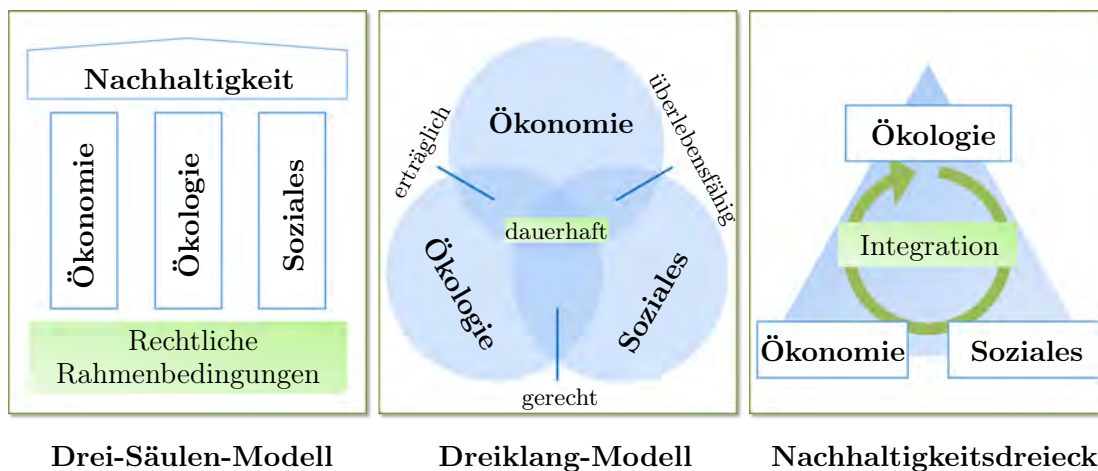 Nachhaltigkeit
Ökonomie
Ökologie
Soziales
Rechtliche
Rahmenbedingungen
Drei-Säulen-Modell
Ökonomie
erträglich
überlebensfähig
dauerhaft
Ökologie
Soziales
gerecht
Dreiklang-Modell
Ökologie
Integration
Ökonomie
Soziales
Nachhaltigkeitsdreieck